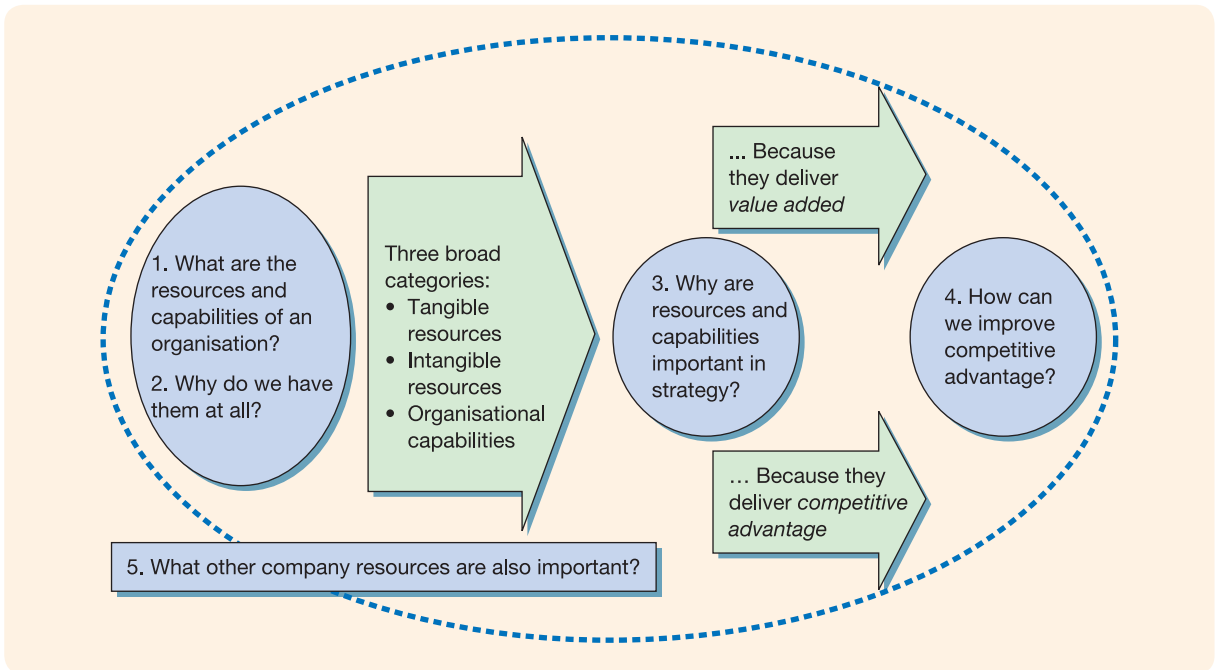 1. What are the
resources and
capabilities of an
organisation?
2. Why do we have
them at all?
Three broad
categories:
• Tangible
resources
• Intangible
resources
• Organisational
capabilities
... Because
they deliver
value added
3. Why are
resources and
capabilities
important in
strategy?
… Because they
deliver competitive
advantage
4. How can
we improve
competitive
advantage?
5. What other company resources are also important?